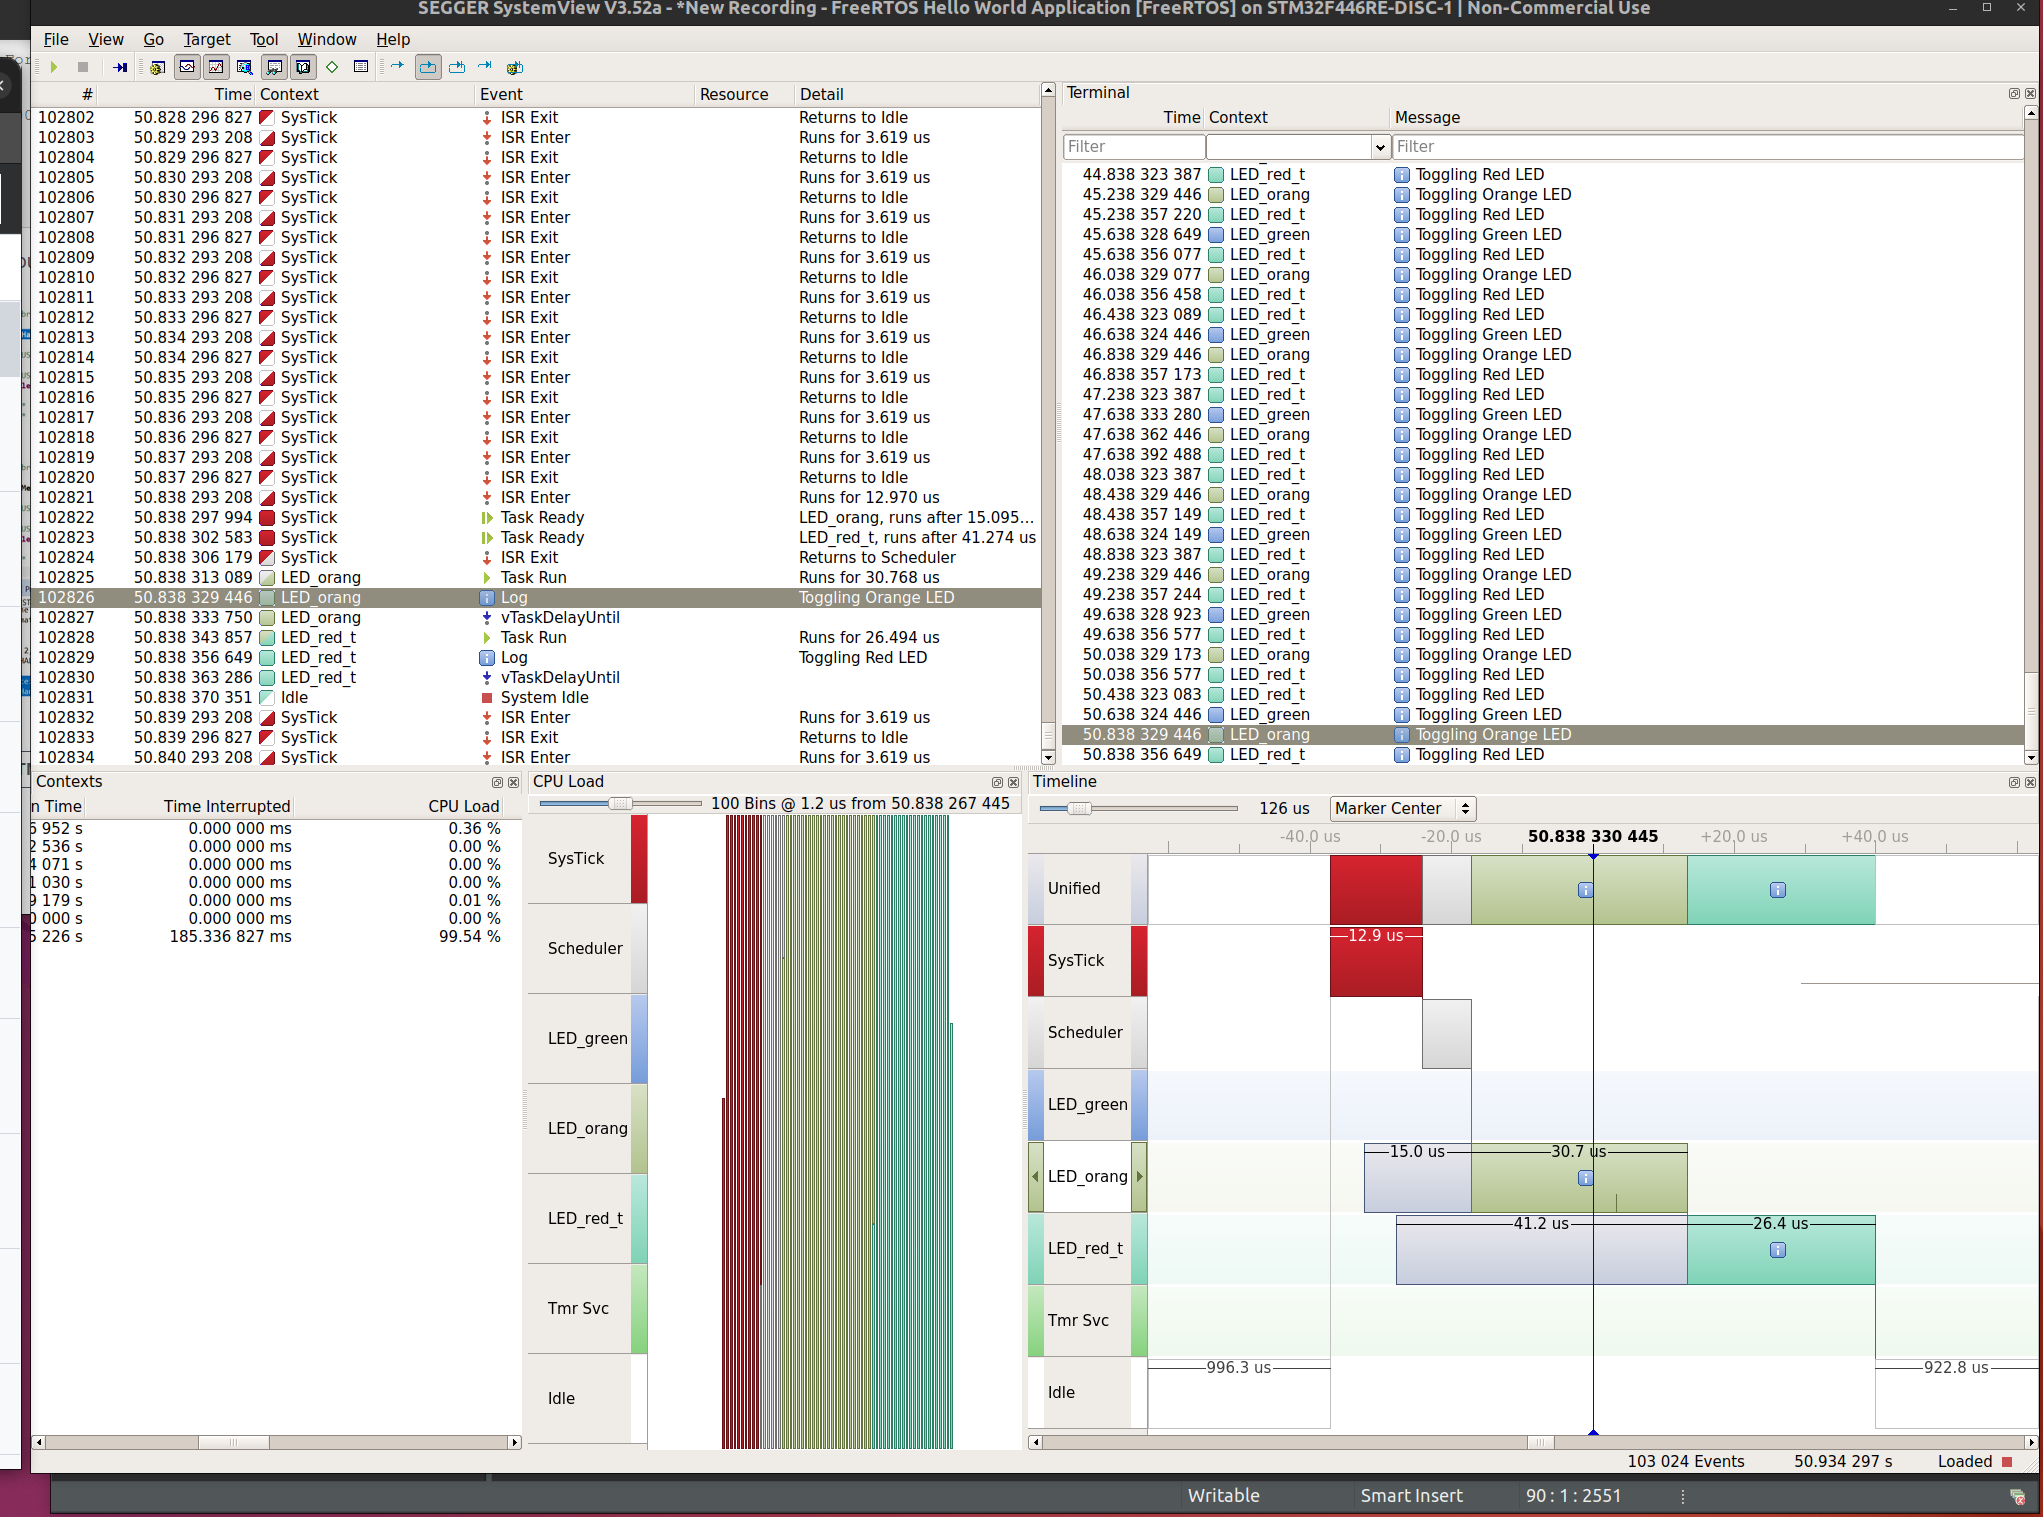 SEGGER SystemView V3.52a - *New Recording - FreeRTOS Hello World Application [FreeRTOS] on STM32F446RE-DISC-1 | Non-Commercial Use
File View Go Target Tool Window Help
# Time Context Event Resource Detail
102802 50.828 296 827 SysTick ISR Exit Returns to Idle
102803 50.829 293 208 SysTick ISR Enter Runs for 3.619 us
102804 50.829 296 827 SysTick ISR Exit Returns to Idle
102805 50.830 293 208 SysTick ISR Enter Runs for 3.619 us
102806 50.830 296 827 SysTick ISR Exit Returns to Idle
102807 50.831 293 208 SysTick ISR Enter Runs for 3.619 us
102808 50.831 296 827 SysTick ISR Exit Returns to Idle
102809 50.832 293 208 SysTick ISR Enter Runs for 3.619 us
102810 50.832 296 827 SysTick ISR Exit Returns to Idle
102811 50.833 293 208 SysTick ISR Enter Runs for 3.619 us
102812 50.833 296 827 SysTick ISR Exit Returns to Idle
102813 50.834 293 208 SysTick ISR Enter Runs for 3.619 us
102814 50.834 296 827 SysTick ISR Exit Returns to Idle
102815 50.835 293 208 SysTick ISR Enter Runs for 3.619 us
102816 50.835 296 827 SysTick ISR Exit Returns to Idle
102817 50.836 293 208 SysTick ISR Enter Runs for 3.619 us
102818 50.836 296 827 SysTick ISR Exit Returns to Idle
102819 50.837 293 208 SysTick ISR Enter Runs for 3.619 us
102820 50.837 296 827 SysTick ISR Exit Returns to Idle
102821 50.838 293 208 SysTick ISR Enter Runs for 12.970 us
102822 50.838 297 994 SysTick Task Ready LED_orang, runs after 15.095...
102823 50.838 302 583 SysTick Task Ready LED_red_t, runs after 41.274 us
102824 50.838 306 179 SysTick ISR Exit Returns to Scheduler
102825 50.838 313 089 LED_orang Task Run Runs for 30.768 us
102826 50.838 329 446 LED_orang Log Toggling Orange LED
102827 50.838 333 750 LED_orang vTaskDelayUntil
102828 50.838 343 857 LED_red_t Task Run Runs for 26.494 us
102829 50.838 356 649 LED_red_t Log Toggling Red LED
102830 50.838 363 286 LED_red_t vTaskDelayUntil
102831 50.838 370 351 Idle System Idle
102832 50.839 293 208 SysTick ISR Enter Runs for 3.619 us
102833 50.839 296 827 SysTick ISR Exit Returns to Idle
102834 50.840 293 208 SysTick ISR Enter Runs for 3.619 us
Terminal
Time Context Message
Filter Filter
44.838 323 387 LED_red_t Toggling Red LED
45.238 329 446 LED_orang Toggling Orange LED
45.238 357 220 LED_red_t Toggling Red LED
45.638 328 649 LED_green Toggling Green LED
45.638 356 077 LED_red_t Toggling Red LED
46.038 329 077 LED_orang Toggling Orange LED
46.038 356 458 LED_red_t Toggling Red LED
46.438 323 089 LED_red_t Toggling Red LED
46.638 324 446 LED_green Toggling Green LED
46.838 329 446 LED_orang Toggling Orange LED
46.838 357 173 LED_red_t Toggling Red LED
47.238 323 387 LED_red_t Toggling Red LED
47.638 333 280 LED_green Toggling Green LED
47.638 362 446 LED_orang Toggling Orange LED
47.638 392 488 LED_red_t Toggling Red LED
48.038 323 387 LED_red_t Toggling Red LED
48.438 329 446 LED_orang Toggling Orange LED
48.438 357 149 LED_red_t Toggling Red LED
48.638 324 149 LED_green Toggling Green LED
48.838 323 387 LED_red_t Toggling Red LED
49.238 329 446 LED_orang Toggling Orange LED
49.238 357 244 LED_red_t Toggling Red LED
49.638 328 923 LED_green Toggling Green LED
49.638 356 577 LED_red_t Toggling Red LED
50.038 329 173 LED_orang Toggling Orange LED
50.038 356 577 LED_red_t Toggling Red LED
50.438 323 083 LED_red_t Toggling Red LED
50.638 324 446 LED_green Toggling Green LED
50.838 329 446 LED_orang Toggling Orange LED
50.838 356 649 LED_red_t Toggling Red LED
Contexts
n Time Time Interrupted CPU Load
5 952 s 0.000 000 ms 0.36 %
2 536 s 0.000 000 ms 0.00 %
4 071 s 0.000 000 ms 0.00 %
1 030 s 0.000 000 ms 0.00 %
9 179 s 0.000 000 ms 0.01 %
0 000 s 0.000 000 ms 0.00 %
5 226 s 185.336 827 ms 99.54 %
CPU Load
100 Bins @ 1.2 us from 50.838 267 445
SysTick
Scheduler
LED_green
LED_orang
LED_red_t
Tmr Svc
Idle
Timeline
126 us Marker Center
-40.0 us -20.0 us 50.838 330 445 +20.0 us +40.0 us
Unified
SysTick 12.9 us
Scheduler
LED_green
LED_orang 15.0 us 30.7 us
LED_red_t 41.2 us 26.4 us
Tmr Svc
Idle 996.3 us 922.8 us
103 024 Events 50.934 297 s Loaded
Writable Smart Insert 90 : 1 : 2551